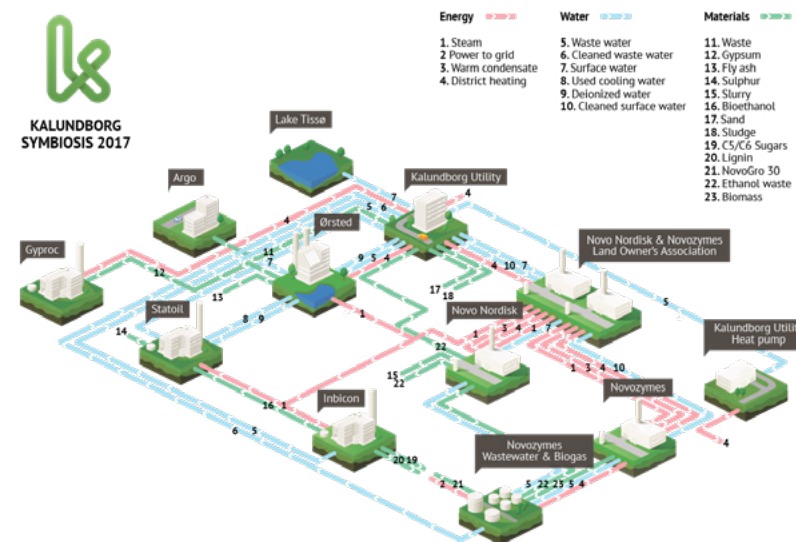 KALUNDBORG
SYMBIOSIS 2017
Energy
1. Steam
2 Power to grid
3. Warm condensate
4. District heating
Water
5. Waste water
6. Cleaned waste water
7. Surface water
8. Used cooling water
9. Deionized water
10. Cleaned surface water
Materials
11. Waste
12. Gypsum
13. Fly ash
14. Sulphur
15. Slurry
16. Bioethanol
17. Sand
18. Sludge
19. C5/C6 Sugars
20. Lignin
21. NovoGro 30
22. Ethanol waste
23. Biomass
Lake Tissø
Argo
Kalundborg Utility
4
7
5 6
4
Ørsted
Gyproc
11
7
12
13
9 5 4
Novo Nordisk & Novozymes
Land Owner's Association
4 10 7
17
18
5
Statoil
8 9
1
Novo Nordisk
14
1 3 4 1 7
22
15
22
Kalundborg Utilit
Heat pump
1 3 4 10
Novozymes
16 1
Inbicon
4
6 5
20 19
Novozymes
Wastewater & Biogas
2 21
5 22 23 5 4